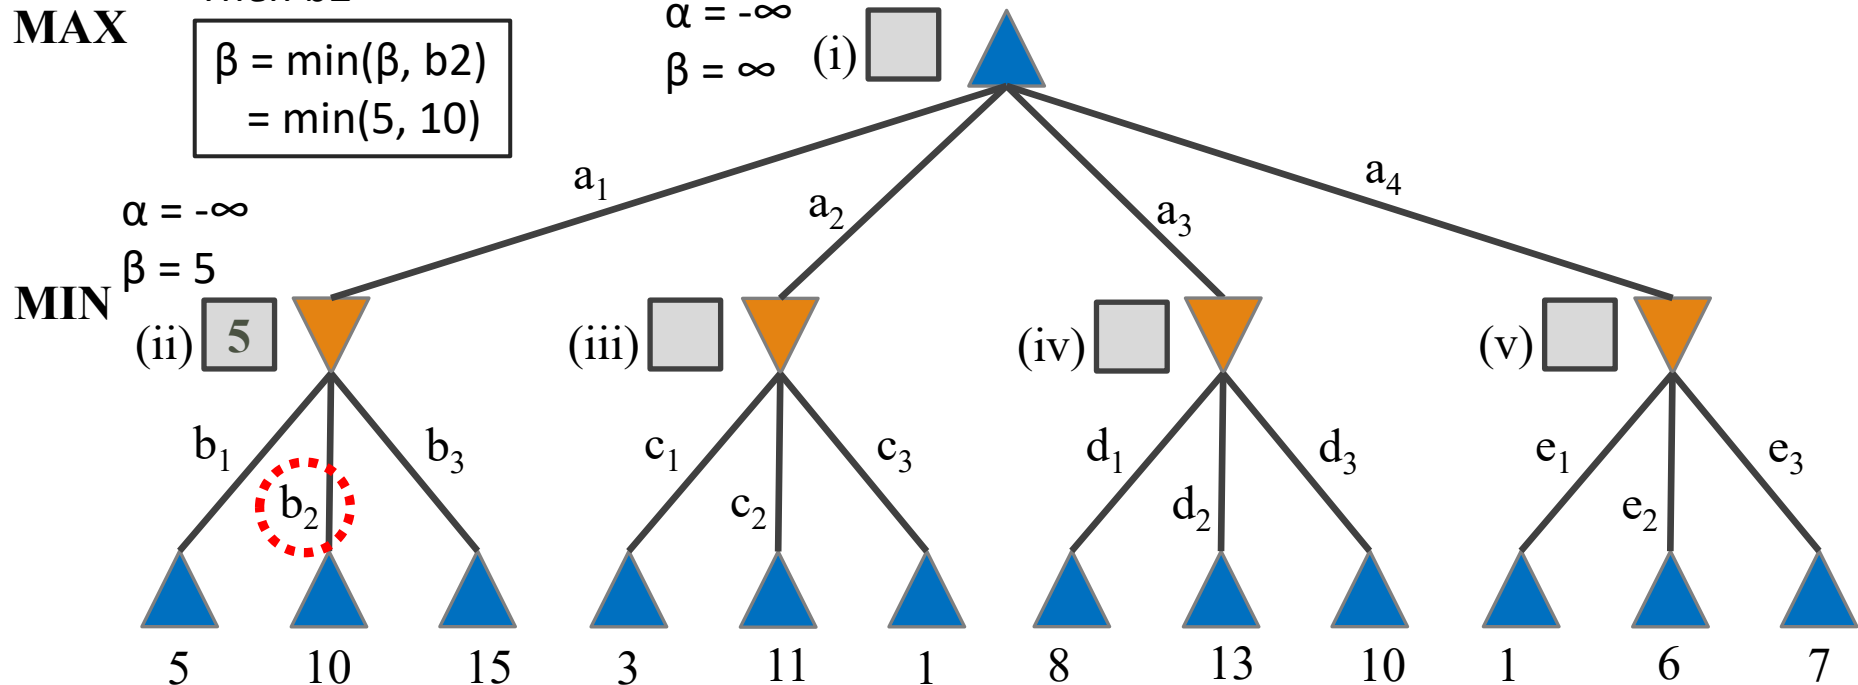 Then b2
MAX
β = min(β, b2)
= min(5, 10)
α = -∞
β = ∞
(i)
a1
a2
a3
a4
α = -∞
β = 5
MIN
(ii) 5
(iii)
(iv)
(v)
b1
b2
b3
c1
c2
c3
d1
d2
d3
e1
e2
e3
5 10 15 3 11 1 8 13 10 1 6 7